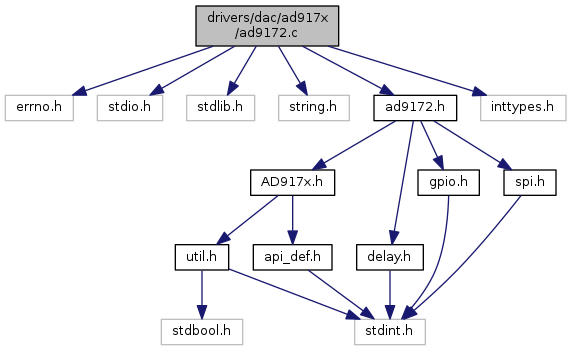 drivers/dac/ad917x
/ad9172.c
errno.h
stdio.h
stdlib.h
string.h
ad9172.h
inttypes.h
AD917x.h
gpio.h
spi.h
util.h
api_def.h
delay.h
stdbool.h
stdint.h